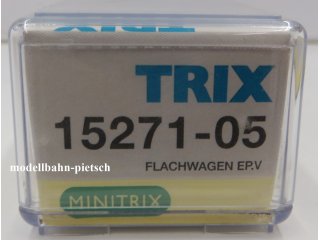 TRIX
15271-05
modellbahn-pietsch
FLACHWAGEN EP.V
MINITRIX